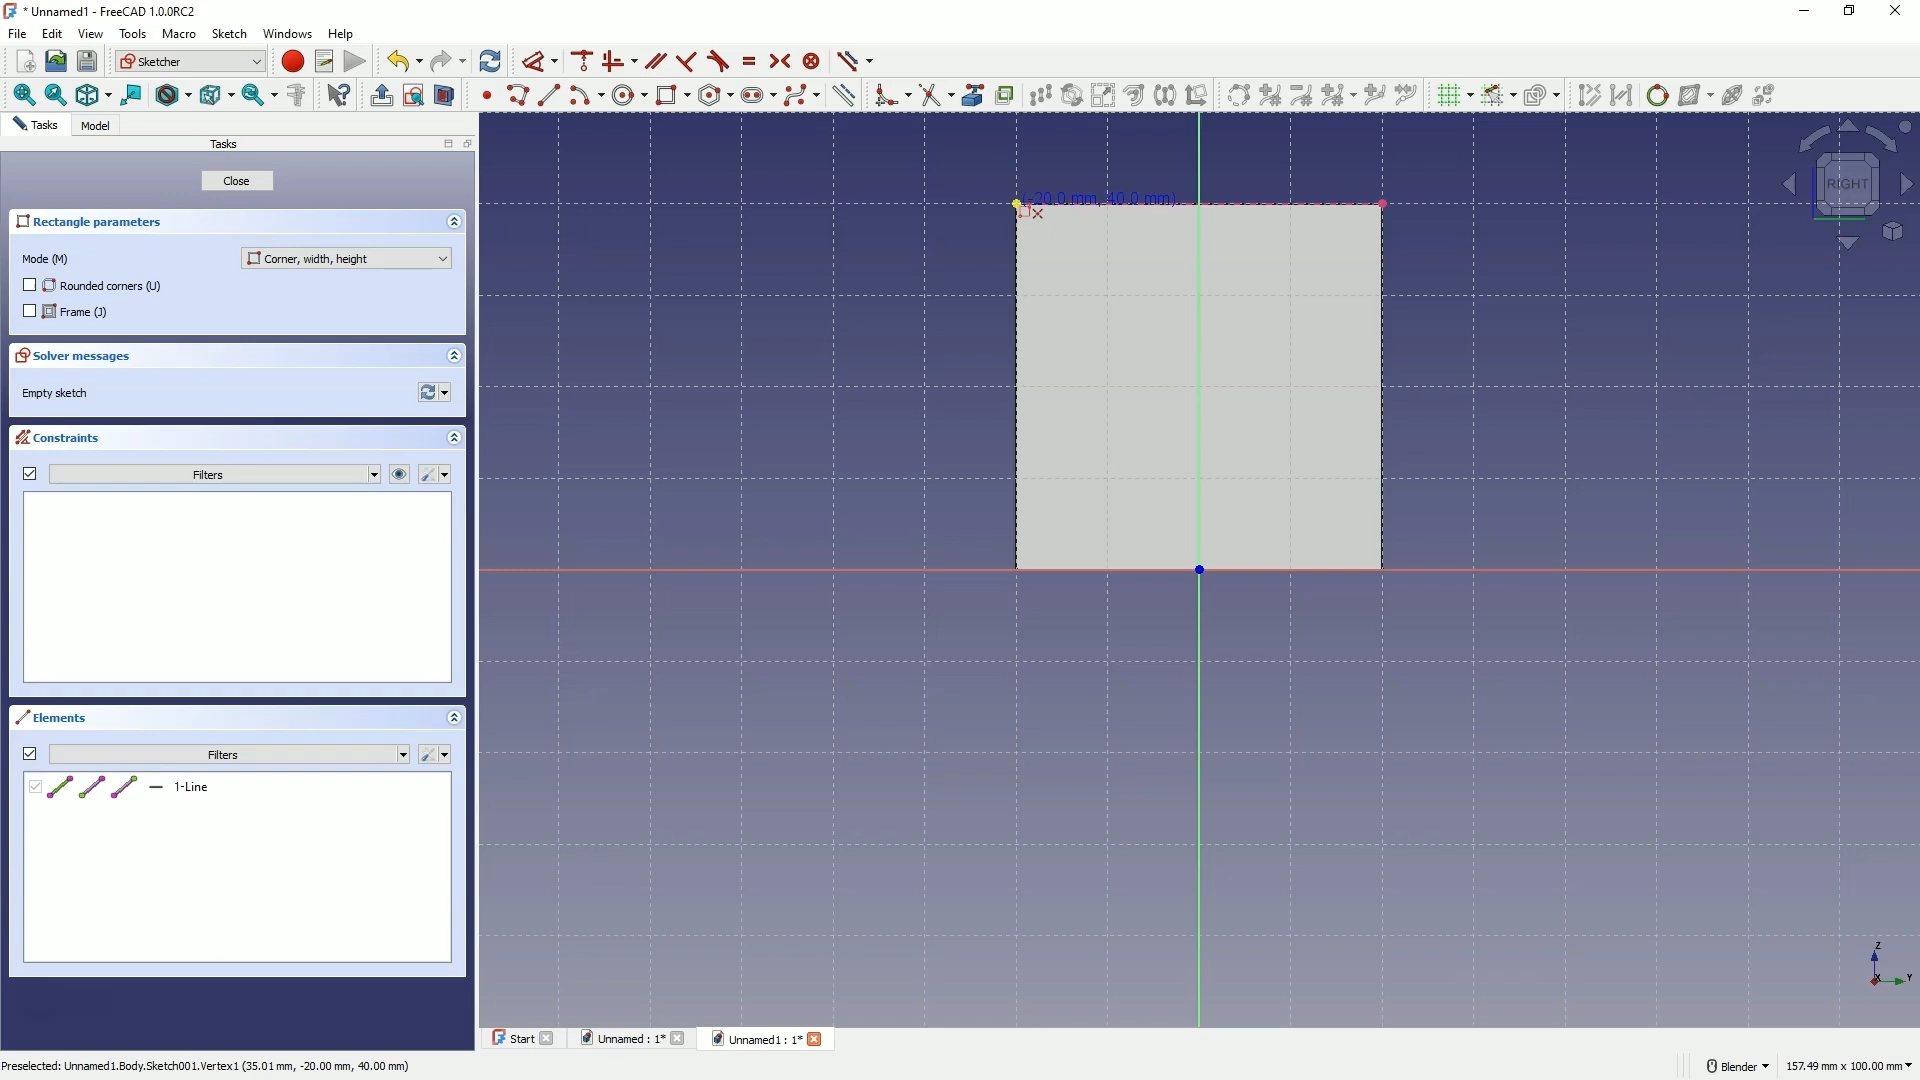 * Unnamed1 - FreeCAD 1.0.0RC2
File Edit View Tools Macro Sketch Windows Help
Sketcher
Tasks Model
Tasks
Close
Rectangle parameters
Mode (M) Corner, width, height
Rounded corners (U)
Frame (J)
Solver messages
Empty sketch
Constraints
Filters
Elements
Filters
1-Line
(-20.0 mm, 40.0 mm)
RIGHT
Z
X Y
Start Unnamed : 1* Unnamed1 : 1*
Preselected: Unnamed1.Body.Sketch001.Vertex1 (35.01 mm, -20.00 mm, 40.00 mm) Blender 157.49 mm x 100.00 mm